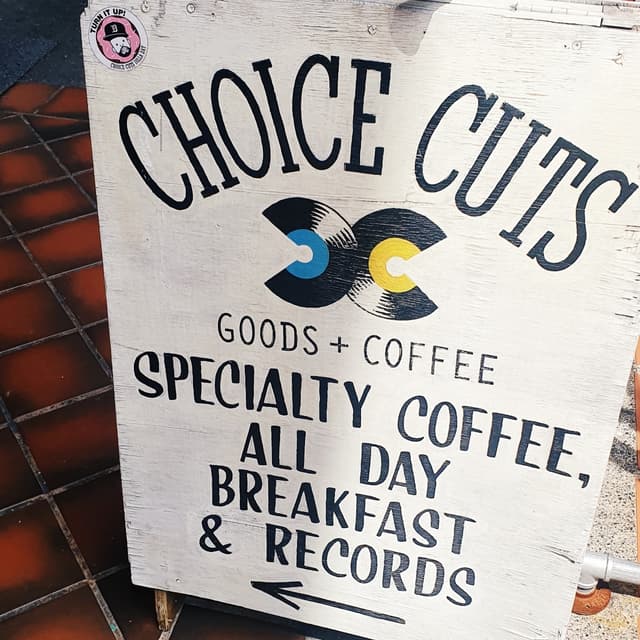 TURN IT UP!
CHOICE CUTS
GOODS + COFFEE
SPECIALTY COFFEE,
ALL DAY
BREAKFAST
& RECORDS